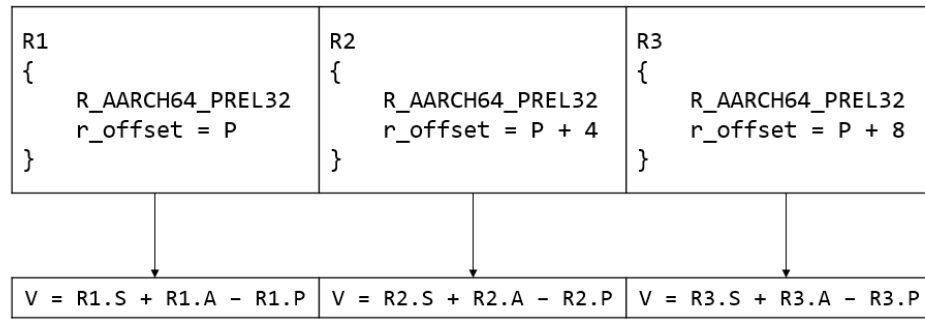 R1
{
R_AARCH64_PREL32
r_offset = P
}
R2
{
R_AARCH64_PREL32
r_offset = P + 4
}
R3
{
R_AARCH64_PREL32
r_offset = P + 8
}
V = R1.S + R1.A – R1.P
V = R2.S + R2.A – R2.P
V = R3.S + R3.A – R3.P